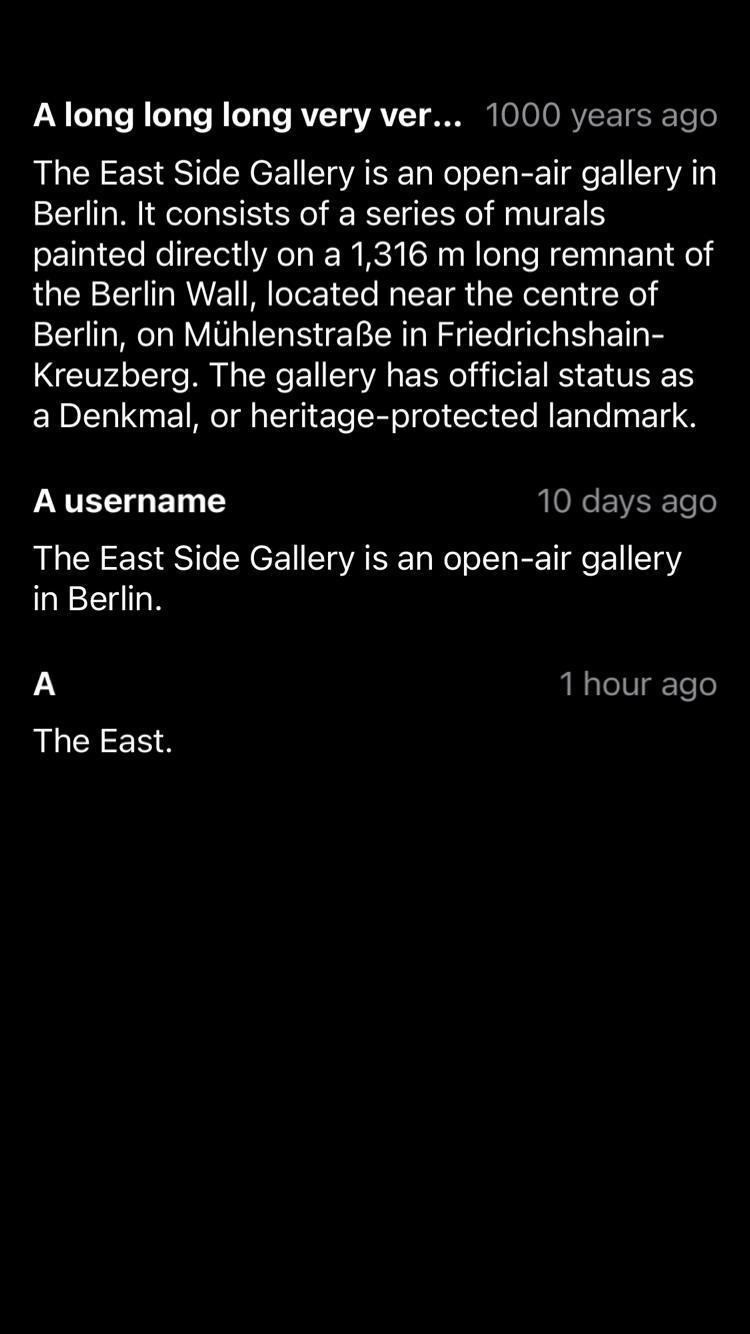 A long long long very ver... 1000 years ago
The East Side Gallery is an open-air gallery in
Berlin. It consists of a series of murals
painted directly on a 1,316 m long remnant of
the Berlin Wall, located near the centre of
Berlin, on Mühlenstraße in Friedrichshain-
Kreuzberg. The gallery has official status as
a Denkmal, or heritage-protected landmark.
A username 10 days ago
The East Side Gallery is an open-air gallery
in Berlin.
A 1 hour ago
The East.